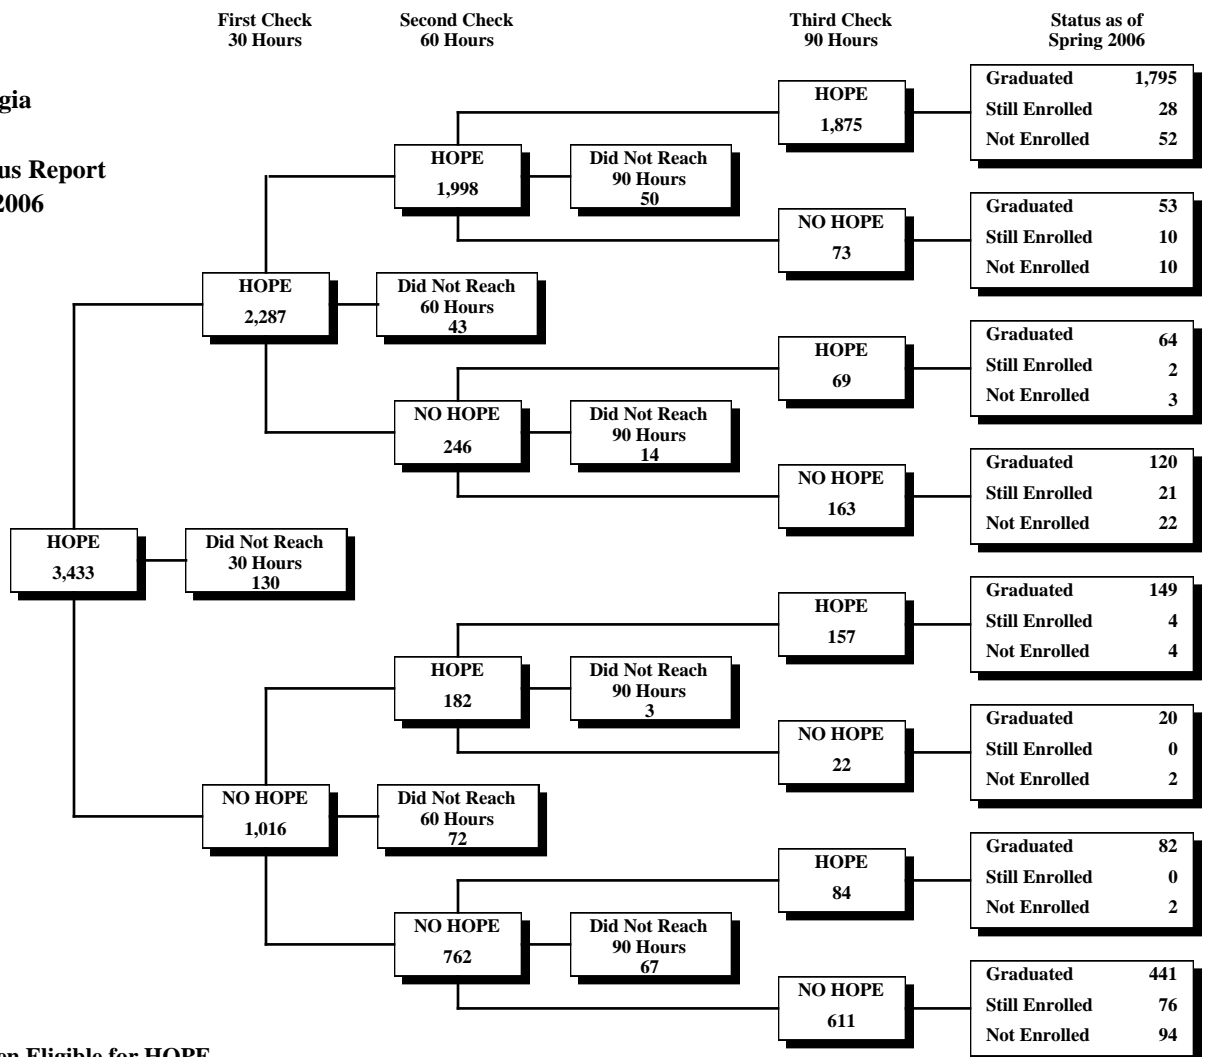 First Check
30 Hours
Second Check
60 Hours
Third Check
90 Hours
Status as of
Spring 2006
gia
us Report
2006
HOPE
3,433
Did Not Reach
30 Hours
130
HOPE
2,287
Did Not Reach
60 Hours
43
NO HOPE
1,016
Did Not Reach
60 Hours
72
HOPE
1,998
Did Not Reach
90 Hours
50
NO HOPE
246
Did Not Reach
90 Hours
14
HOPE
182
Did Not Reach
90 Hours
3
NO HOPE
762
Did Not Reach
90 Hours
67
HOPE
1,875
Graduated 1,795
Still Enrolled 28
Not Enrolled 52
NO HOPE
73
Graduated 53
Still Enrolled 10
Not Enrolled 10
HOPE
69
Graduated 64
Still Enrolled 2
Not Enrolled 3
NO HOPE
163
Graduated 120
Still Enrolled 21
Not Enrolled 22
HOPE
157
Graduated 149
Still Enrolled 4
Not Enrolled 4
NO HOPE
22
Graduated 20
Still Enrolled 0
Not Enrolled 2
HOPE
84
Graduated 82
Still Enrolled 0
Not Enrolled 2
NO HOPE
611
Graduated 441
Still Enrolled 76
Not Enrolled 94
en Eligible for HOPE